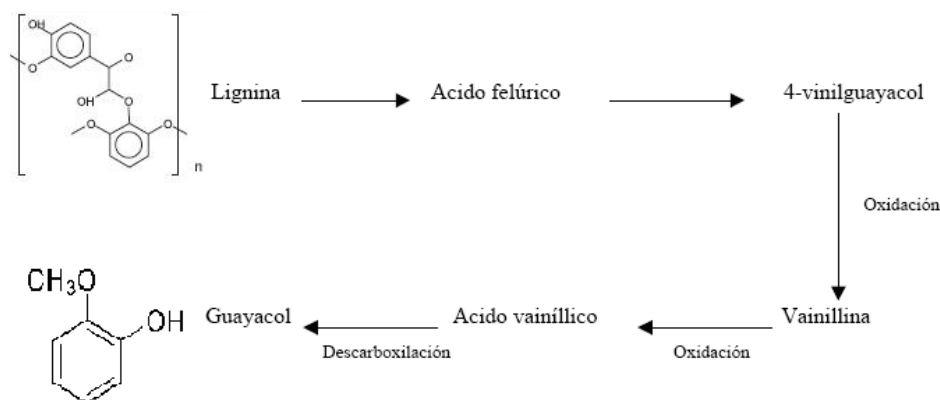 OH
O
O
OH
O
O
O
n
Lignina
Acido felúrico
4-vinilguayacol
Oxidación
CH₃O
OH
Guayacol
Acido vainíllico
Vainillina
Descarboxilación
Oxidación